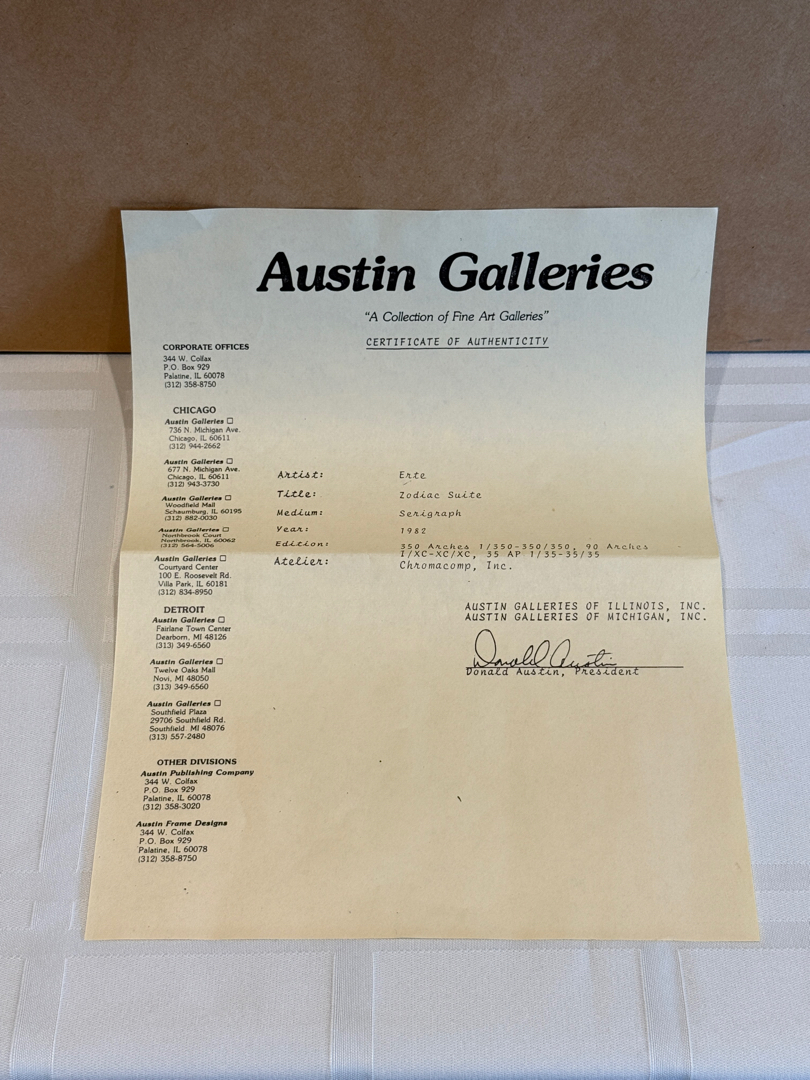 Austin Galleries
"A Collection of Fine Art Galleries"
CERTIFICATE OF AUTHENTICITY
CORPORATE OFFICES
344 W. Colfax
P.O. Box 929
Palatine, IL 60078
(312) 358-8750
CHICAGO
Austin Galleries
736 N. Michigan Ave.
Chicago, IL 60611
(312) 944-2662
Austin Galleries
677 N. Michigan Ave.
Chicago, IL 60611
(312) 943-3730
Austin Galleries
Woodfield Mall
Schaumburg, IL 60195
(312) 882-0030
Austin Galleries
Northbrook Court
Northbrook, IL 60062
(312) 564-5006
Austin Galleries
Courtyard Center
100 E. Roosevelt Rd.
Villa Park, IL 60181
(312) 834-8950
DETROIT
Austin Galleries
Fairlane Town Center
Dearborn, MI 48126
(313) 349-6560
Austin Galleries
Twelve Oaks Mall
Novi, MI 48050
(313) 349-6560
Austin Galleries
Southfield Plaza
29706 Southfield Rd.
Southfield MI 48076
(313) 557-2480
OTHER DIVISIONS
Austin Publishing Company
344 W. Colfax
P.O. Box 929
Palatine, IL 60078
(312) 358-3020
Austin Frame Designs
344 W. Colfax
P.O. Box 929
Palatine, IL 60078
(312) 358-8750
Artist: Erte
Title: Zodiac Suite
Medium: Serigraph
Year: 1982
Edition: 350 Arches 1/350-350/350, 90 Arches
I/XC-XC/XC, 35 AP 1/35-35/35
Atelier: Chromacomp, Inc.
AUSTIN GALLERIES OF ILLINOIS, INC.
AUSTIN GALLERIES OF MICHIGAN, INC.
Donald Austin
Donald Austin, President